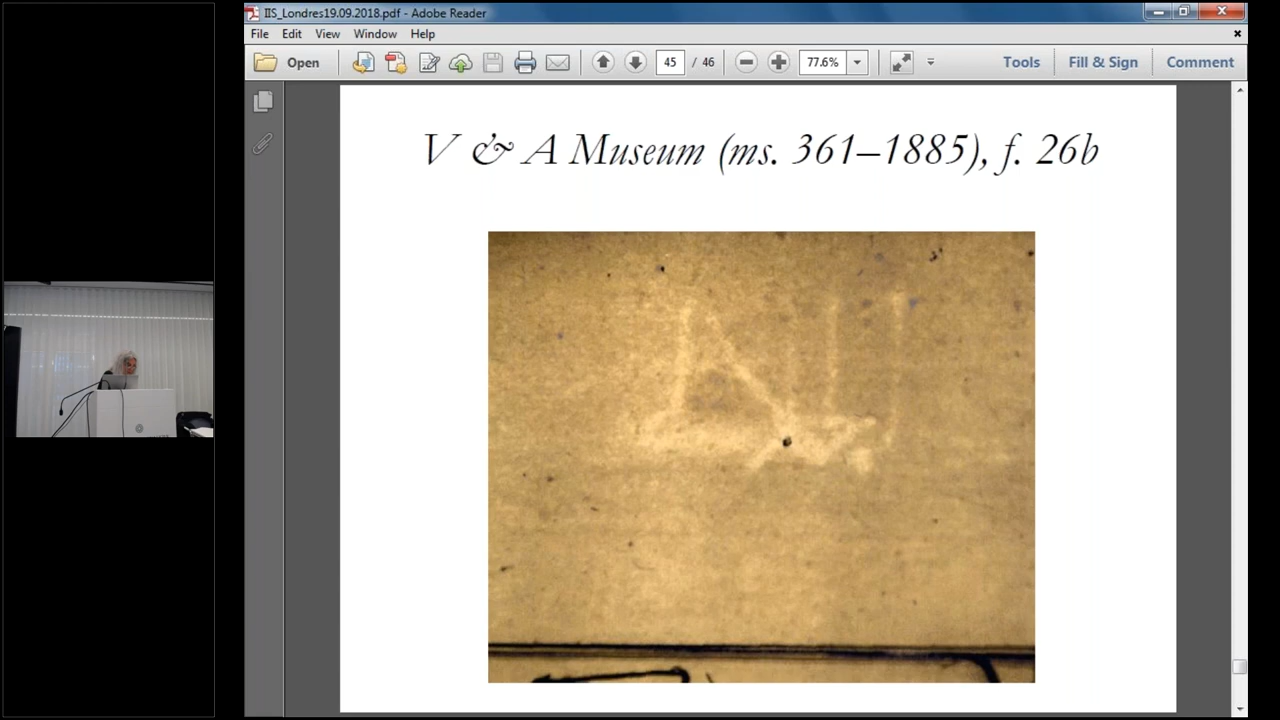 IIS_Londres19.09.2018.pdf - Adobe Reader
File Edit View Window Help
Open 45 / 46 77.6% Tools Fill & Sign Comment
V & A Museum (ms. 361–1885), f. 26b